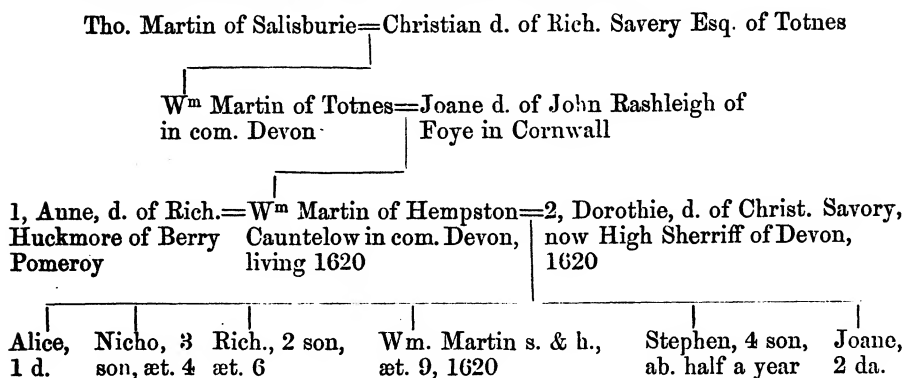 Tho. Martin of Salisburie=Christian d. of Rich. Savery Esq. of Totnes
Wm Martin of Totnes=Joane d. of John Rashleigh of
in com. Devon Foye in Cornwall
1, Anne, d. of Rich.=Wm Martin of Hempston=2, Dorothie, d. of Christ. Savory,
Huckmore of Berry Cauntelow in com. Devon, now High Sherriff of Devon,
Pomeroy living 1620 1620
Alice, Nicho, 3 Rich., 2 son, Wm. Martin s. & h., Stephen, 4 son, Joane,
1 d. son, æt. 4 æt. 6 æt. 9, 1620 ab. half a year 2 da.